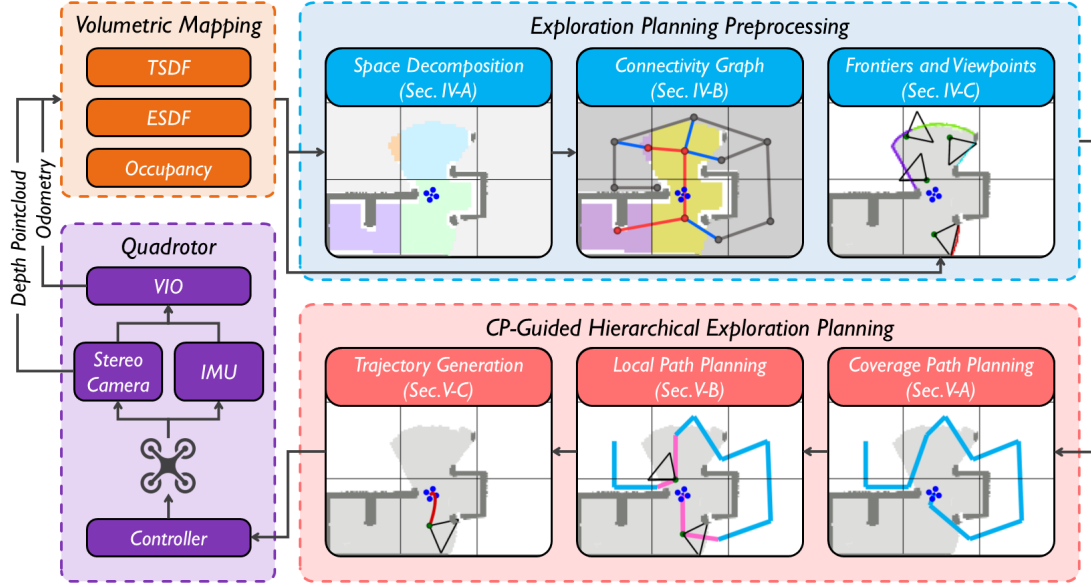 Volumetric Mapping
TSDF
ESDF
Occupancy
Exploration Planning Preprocessing
Space Decomposition
(Sec. IV-A)
Connectivity Graph
(Sec. IV-B)
Frontiers and Viewpoints
(Sec. IV-C)
Depth Pointcloud
Odometry
Quadrotor
VIO
Stereo
Camera
IMU
Controller
CP-Guided Hierarchical Exploration Planning
Trajectory Generation
(Sec. V-C)
Local Path Planning
(Sec. V-B)
Coverage Path Planning
(Sec. V-A)